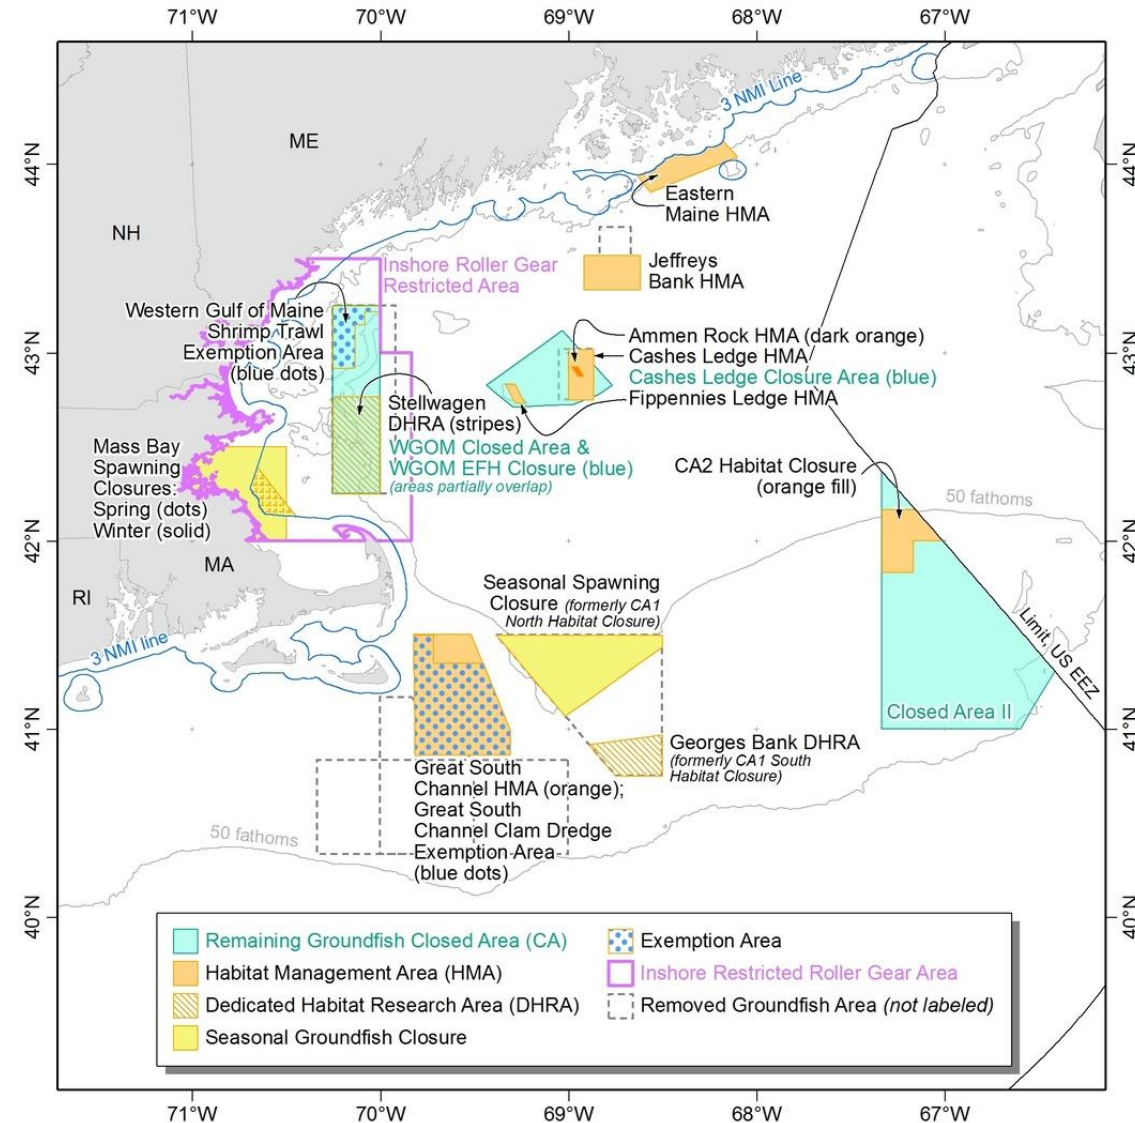 71°W 70°W 69°W 68°W 67°W
44°N
43°N
42°N
41°N
40°N
44°N
43°N
42°N
41°N
40°N
ME
NH
MA
RI
3 NMI Line
Eastern
Maine HMA
Jeffreys
Bank HMA
Inshore Roller Gear
Restricted Area
Western Gulf of Maine
Shrimp Trawl
Exemption Area
(blue dots)
Ammen Rock HMA (dark orange)
Cashes Ledge HMA
Cashes Ledge Closure Area (blue)
Fippennies Ledge HMA
Stellwagen
DHRA (stripes)
WGOM Closed Area &
WGOM EFH Closure (blue)
(areas partially overlap)
Mass Bay
Spawning
Closures:
Spring (dots)
Winter (solid)
CA2 Habitat Closure
(orange fill)
50 fathoms
Seasonal Spawning
Closure (formerly CA1
North Habitat Closure)
3 NMI line
Limit, US EEZ
Closed Area II
Georges Bank DHRA
(formerly CA1 South
Habitat Closure)
Great South
Channel HMA (orange);
Great South
Channel Clam Dredge
Exemption Area
(blue dots)
50 fathoms
Remaining Groundfish Closed Area (CA)
Habitat Management Area (HMA)
Dedicated Habitat Research Area (DHRA)
Seasonal Groundfish Closure
Exemption Area
Inshore Restricted Roller Gear Area
Removed Groundfish Area (not labeled)
71°W 70°W 69°W 68°W 67°W